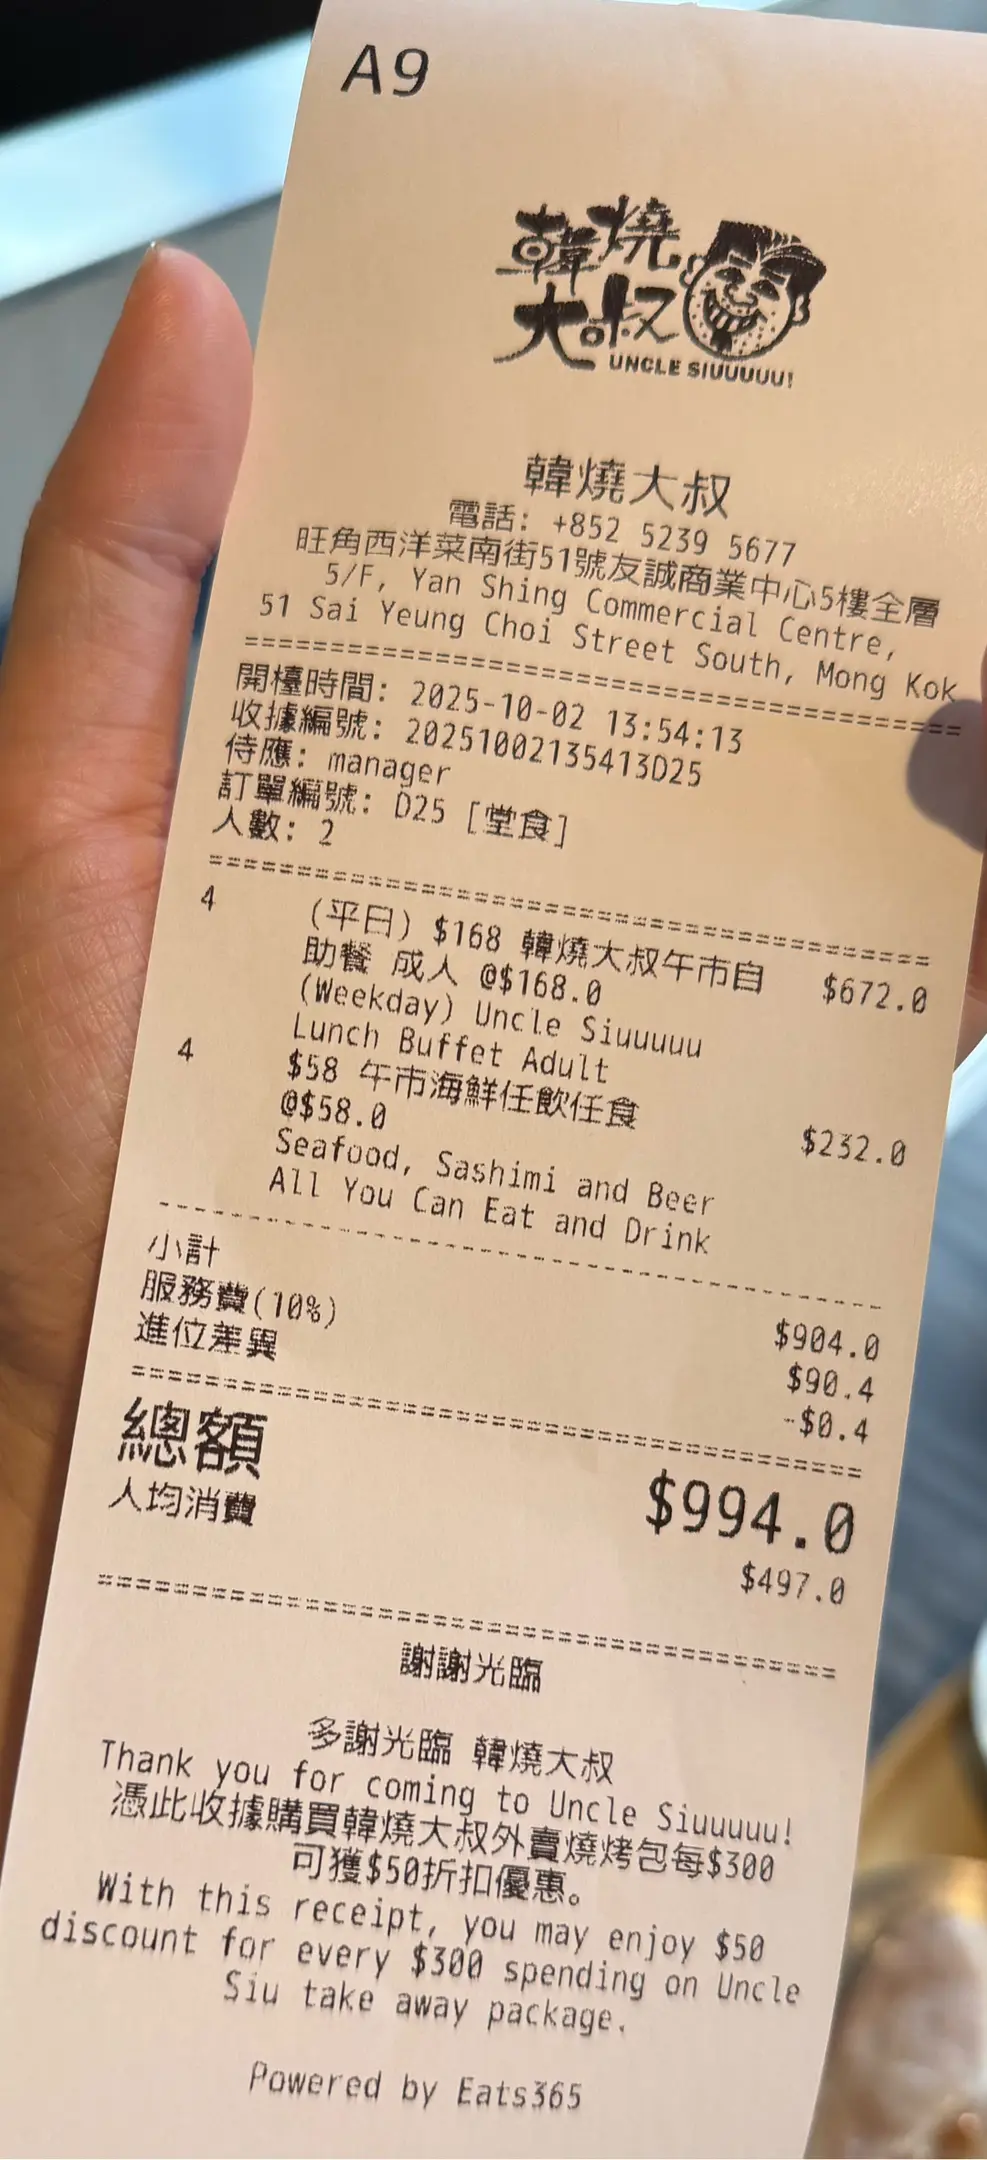 A9
韓燒
大叔
UNCLE SIUUUUU!
韓燒大叔
電話: +852 5239 5677
旺角西洋菜南街51號友誠商業中心5樓全層
5/F, Yan Shing Commercial Centre,
51 Sai Yeung Choi Street South, Mong Kok
開檯時間: 2025-10-02 13:54:13
收據編號: 20251002135413D25
侍應: manager
訂單編號: D25 [堂食]
人數: 2
4 (平日) $168 韓燒大叔午市自 $672.0
助餐 成人 @$168.0
(Weekday) Uncle Siuuuuu
Lunch Buffet Adult
4 $58 午市海鮮任飲任食 $232.0
@$58.0
Seafood, Sashimi and Beer
All You Can Eat and Drink
小計 $904.0
服務費(10%) $90.4
進位差異 -$0.4
總額 $994.0
人均消費 $497.0
謝謝光臨
多謝光臨 韓燒大叔
Thank you for coming to Uncle Siuuuuu!
憑此收據購買韓燒大叔外賣燒烤包每$300
可獲$50折扣優惠。
With this receipt, you may enjoy $50
discount for every $300 spending on Uncle
Siu take away package.
Powered by Eats365